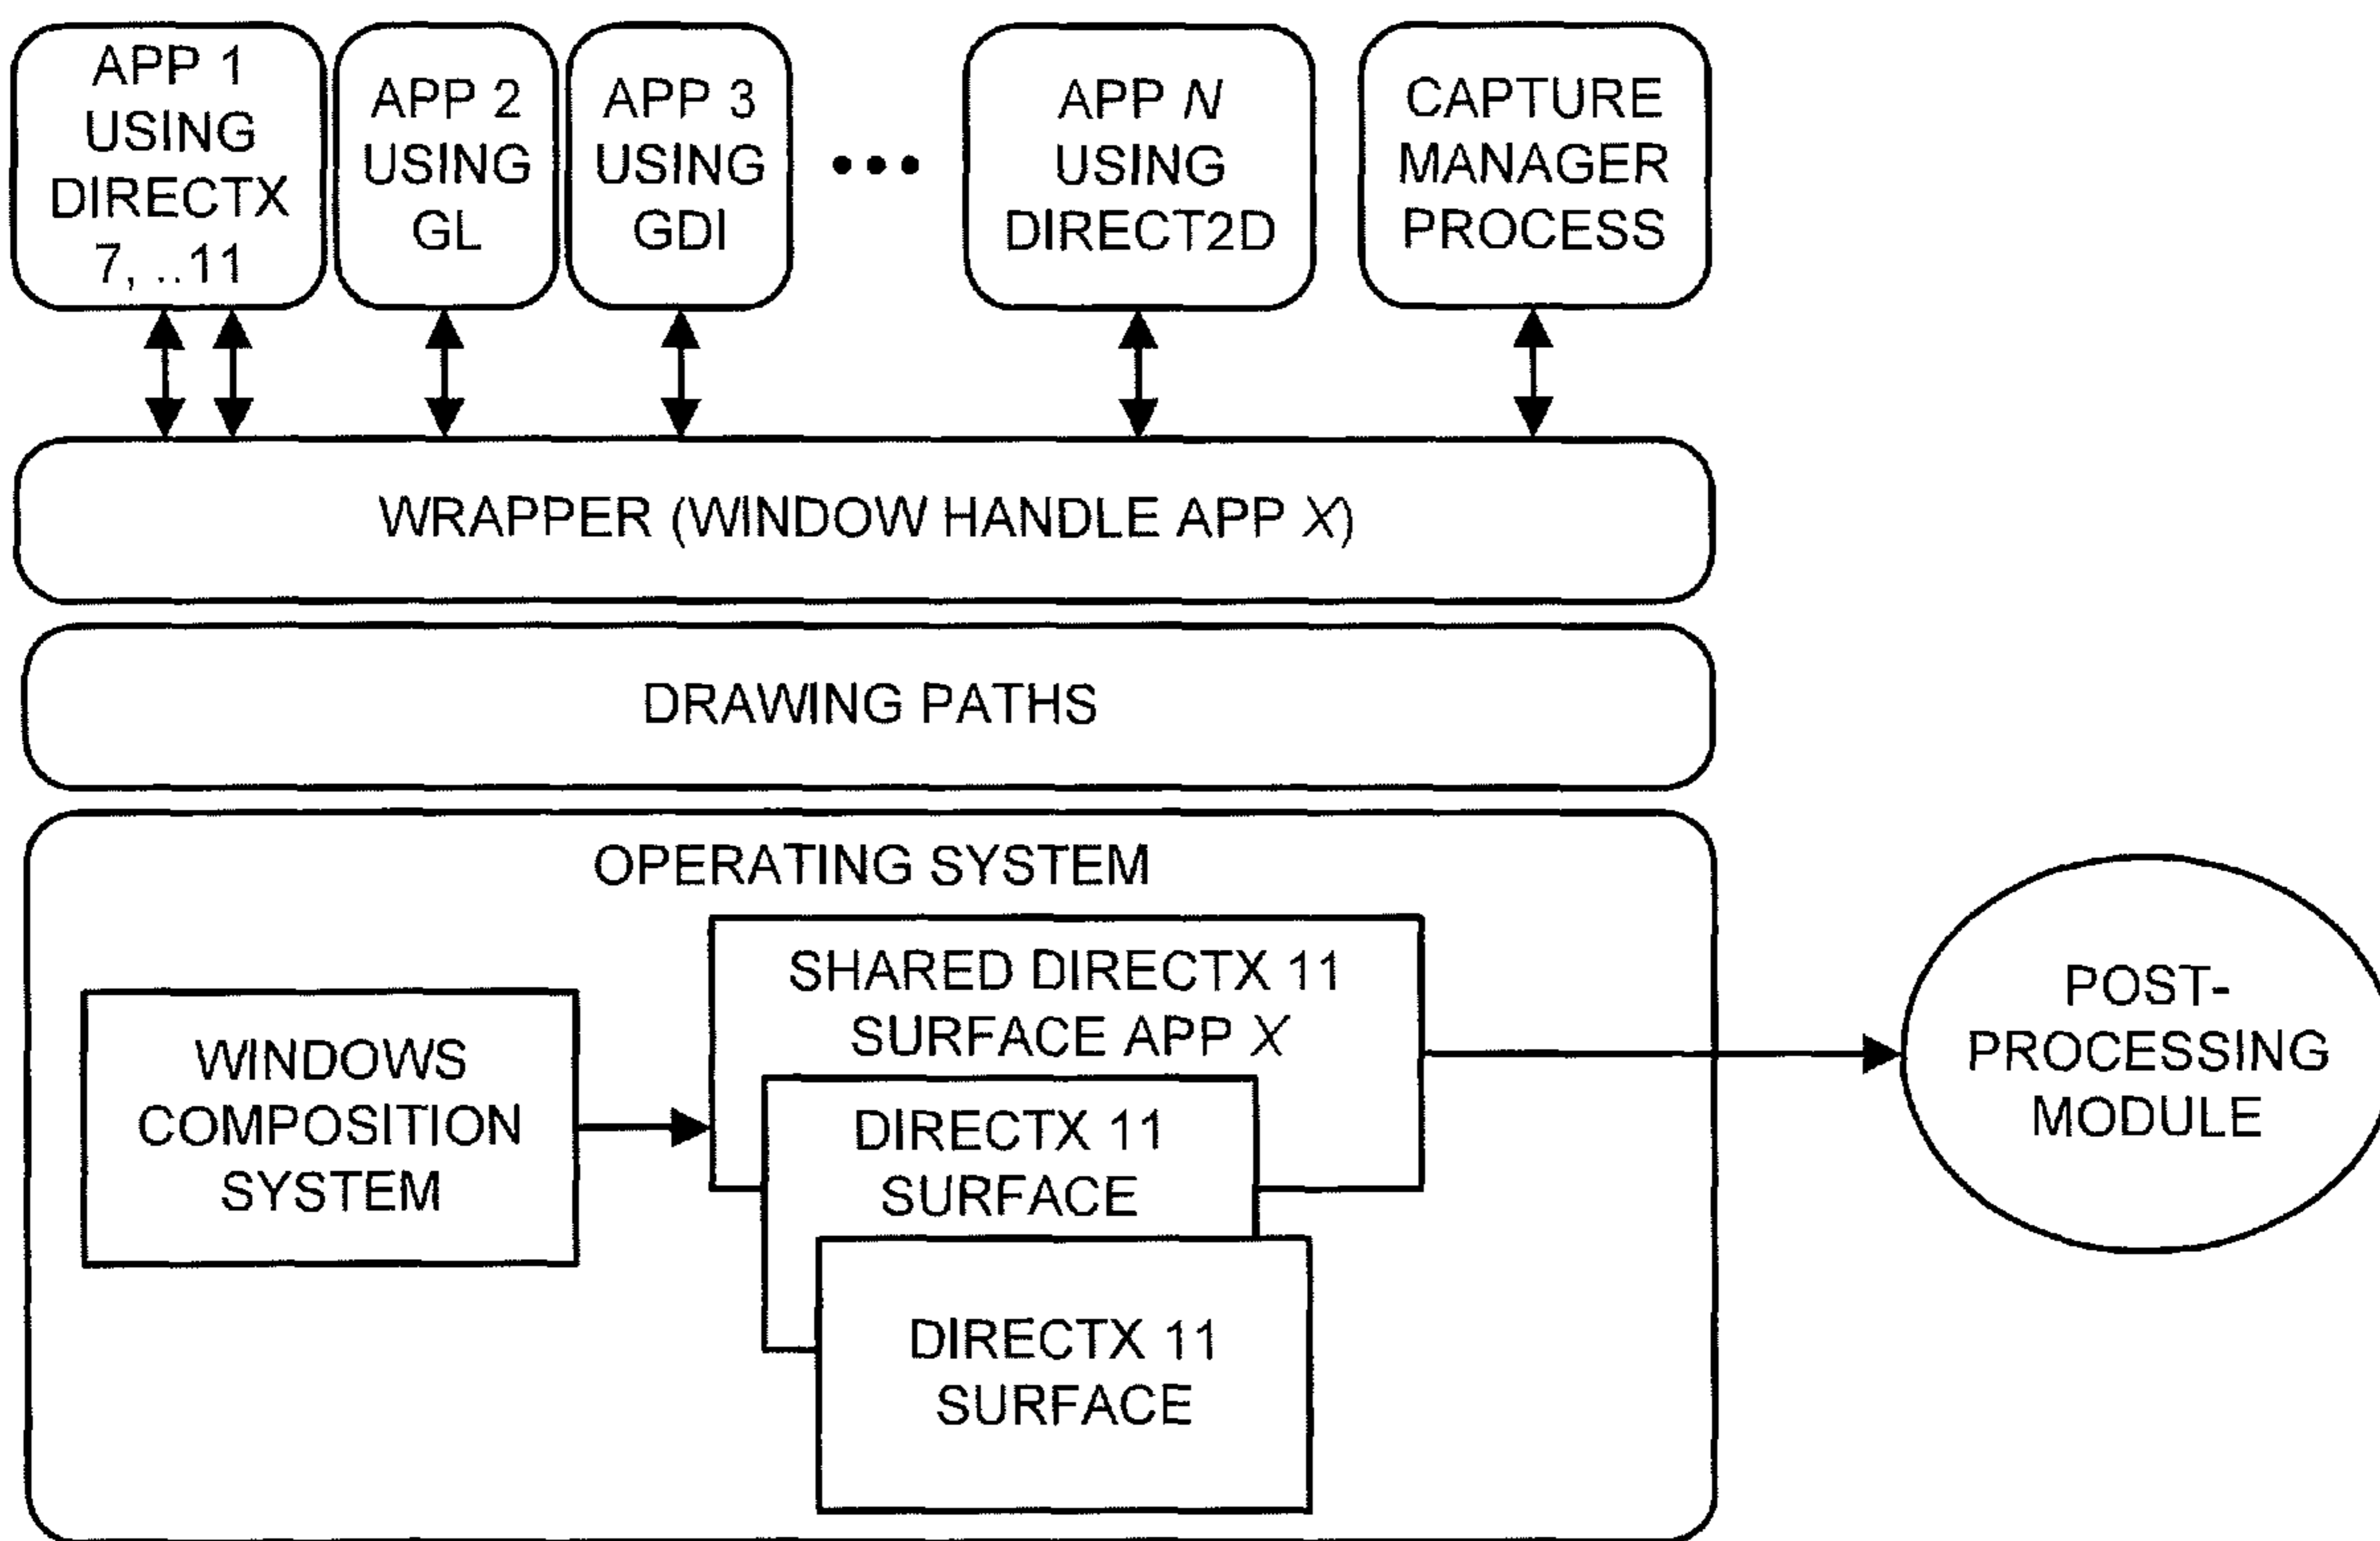 APP 1
USING
DIRECTX
7, ..11
APP 2
USING
GL
APP 3
USING
GDI
•••
APP N
USING
DIRECT2D
CAPTURE
MANAGER
PROCESS
WRAPPER (WINDOW HANDLE APP X)
DRAWING PATHS
OPERATING SYSTEM
WINDOWS
COMPOSITION
SYSTEM
SHARED DIRECTX 11
SURFACE APP X
DIRECTX 11
SURFACE
DIRECTX 11
SURFACE
POST-
PROCESSING
MODULE